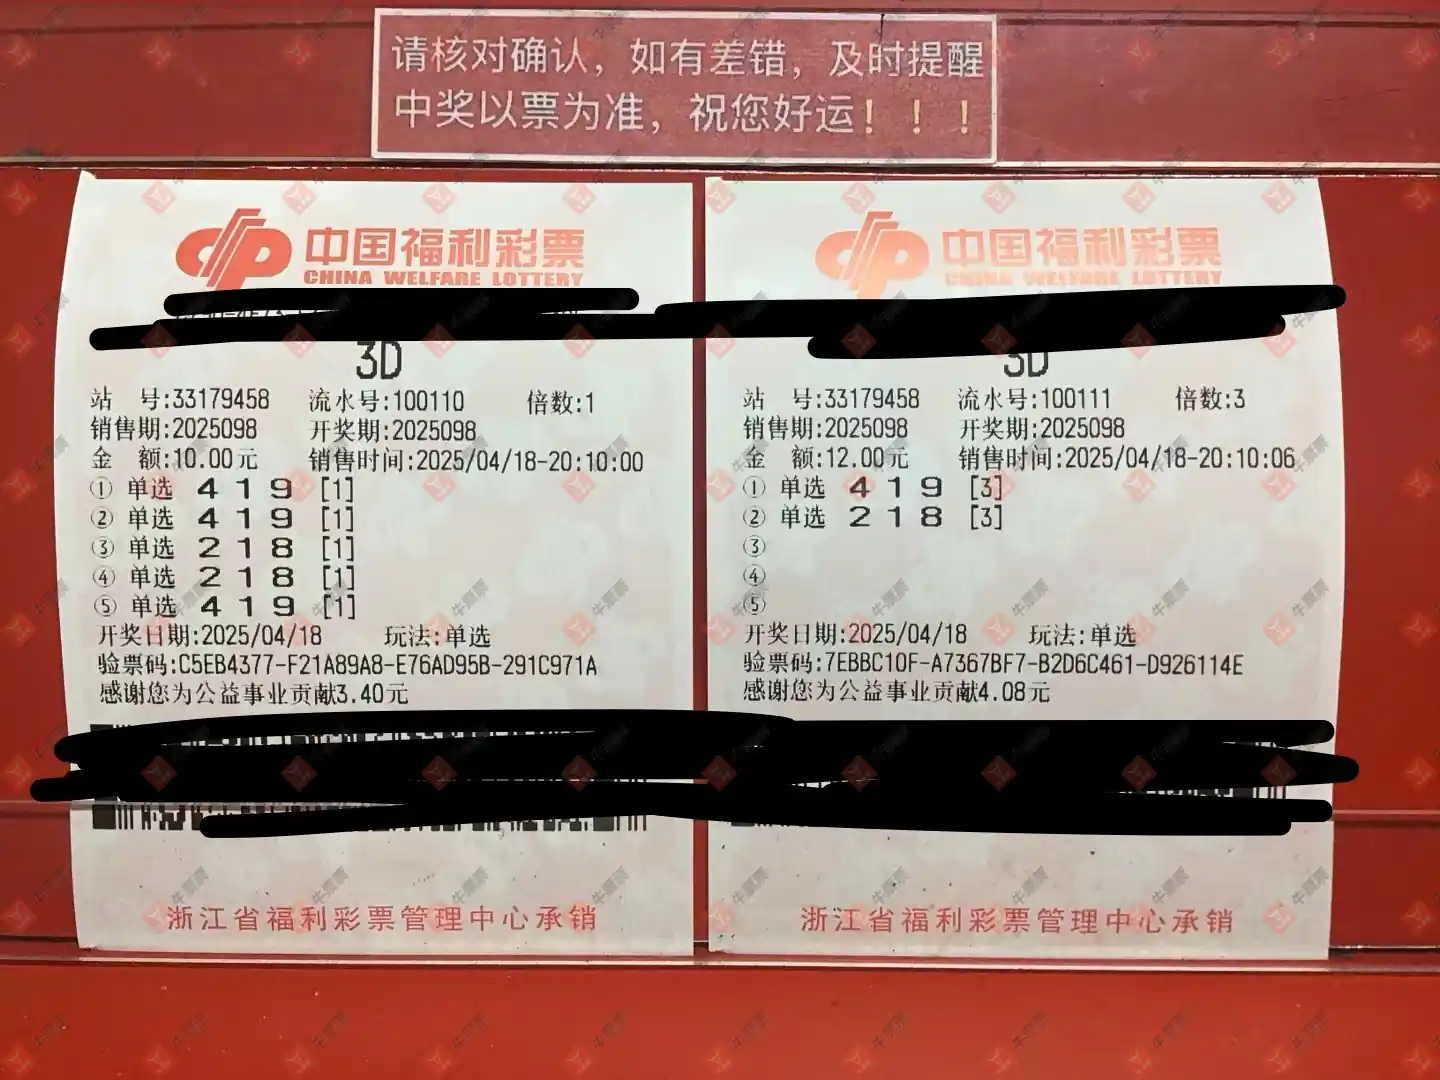 请核对确认，如有差错，及时提醒
中奖以票为准，祝您好运！！！
中国福利彩票
CHINA WELFARE LOTTERY
3D
站 号:33179458 流水号:100110 倍数:1
销售期:2025098 开奖期:2025098
金 额:10.00元 销售时间:2025/04/18-20:10:00
① 单选 4 1 9 [1]
② 单选 4 1 9 [1]
③ 单选 2 1 8 [1]
④ 单选 2 1 8 [1]
⑤ 单选 4 1 9 [1]
开奖日期:2025/04/18 玩法:单选
验票码:C5EB4377-F21A89A8-E76AD95B-291C971A
感谢您为公益事业贡献3.40元
浙江省福利彩票管理中心承销
中国福利彩票
CHINA WELFARE LOTTERY
3D
站 号:33179458 流水号:100111 倍数:3
销售期:2025098 开奖期:2025098
金 额:12.00元 销售时间:2025/04/18-20:10:06
① 单选 4 1 9 [3]
② 单选 2 1 8 [3]
③
④
⑤
开奖日期:2025/04/18 玩法:单选
验票码:7EBBC10F-A7367BF7-B2D6C461-D926114E
感谢您为公益事业贡献4.08元
浙江省福利彩票管理中心承销